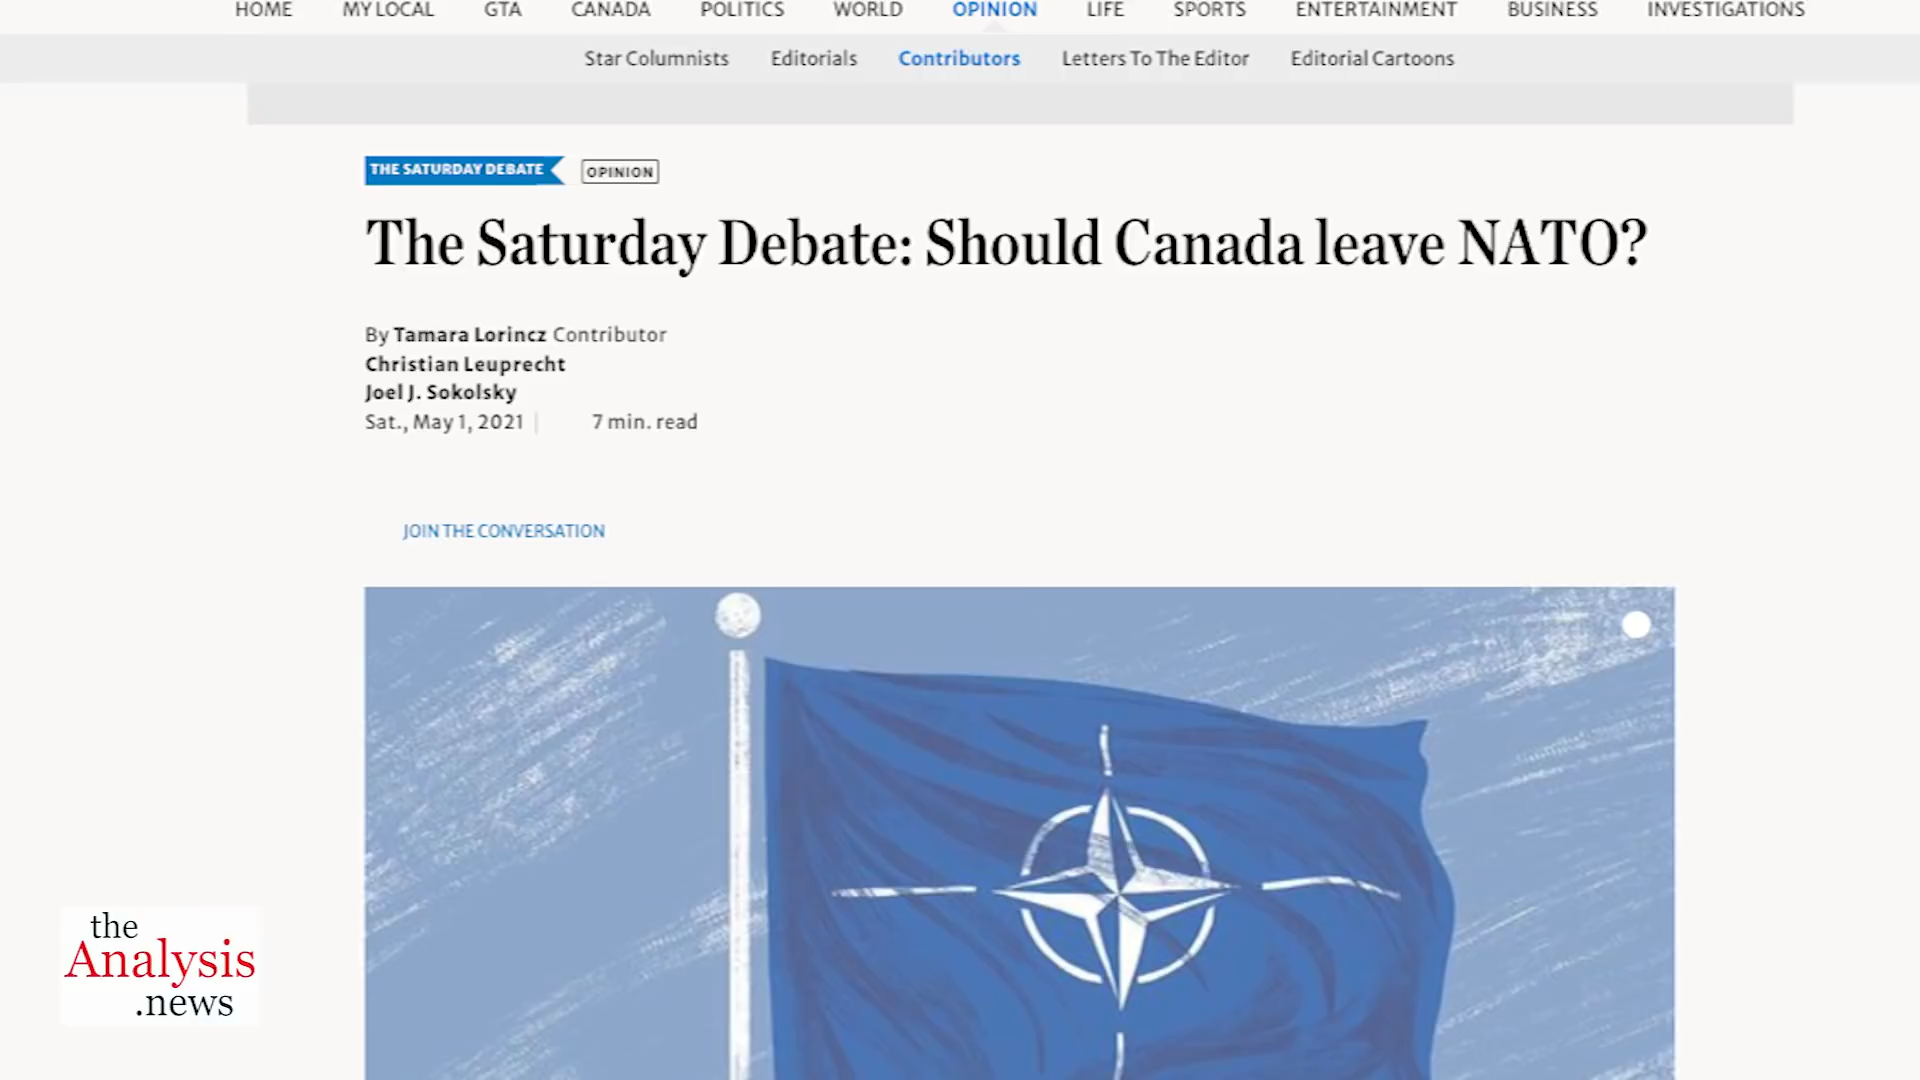 HOME MY LOCAL GTA CANADA POLITICS WORLD OPINION LIFE SPORTS ENTERTAINMENT BUSINESS INVESTIGATIONS
Star Columnists Editorials Contributors Letters To The Editor Editorial Cartoons
THE SATURDAY DEBATE OPINION
The Saturday Debate: Should Canada leave NATO?
By Tamara Lorincz Contributor
Christian Leuprecht
Joel J. Sokolsky
Sat., May 1, 2021 | 7 min. read
JOIN THE CONVERSATION
the
Analysis
.news